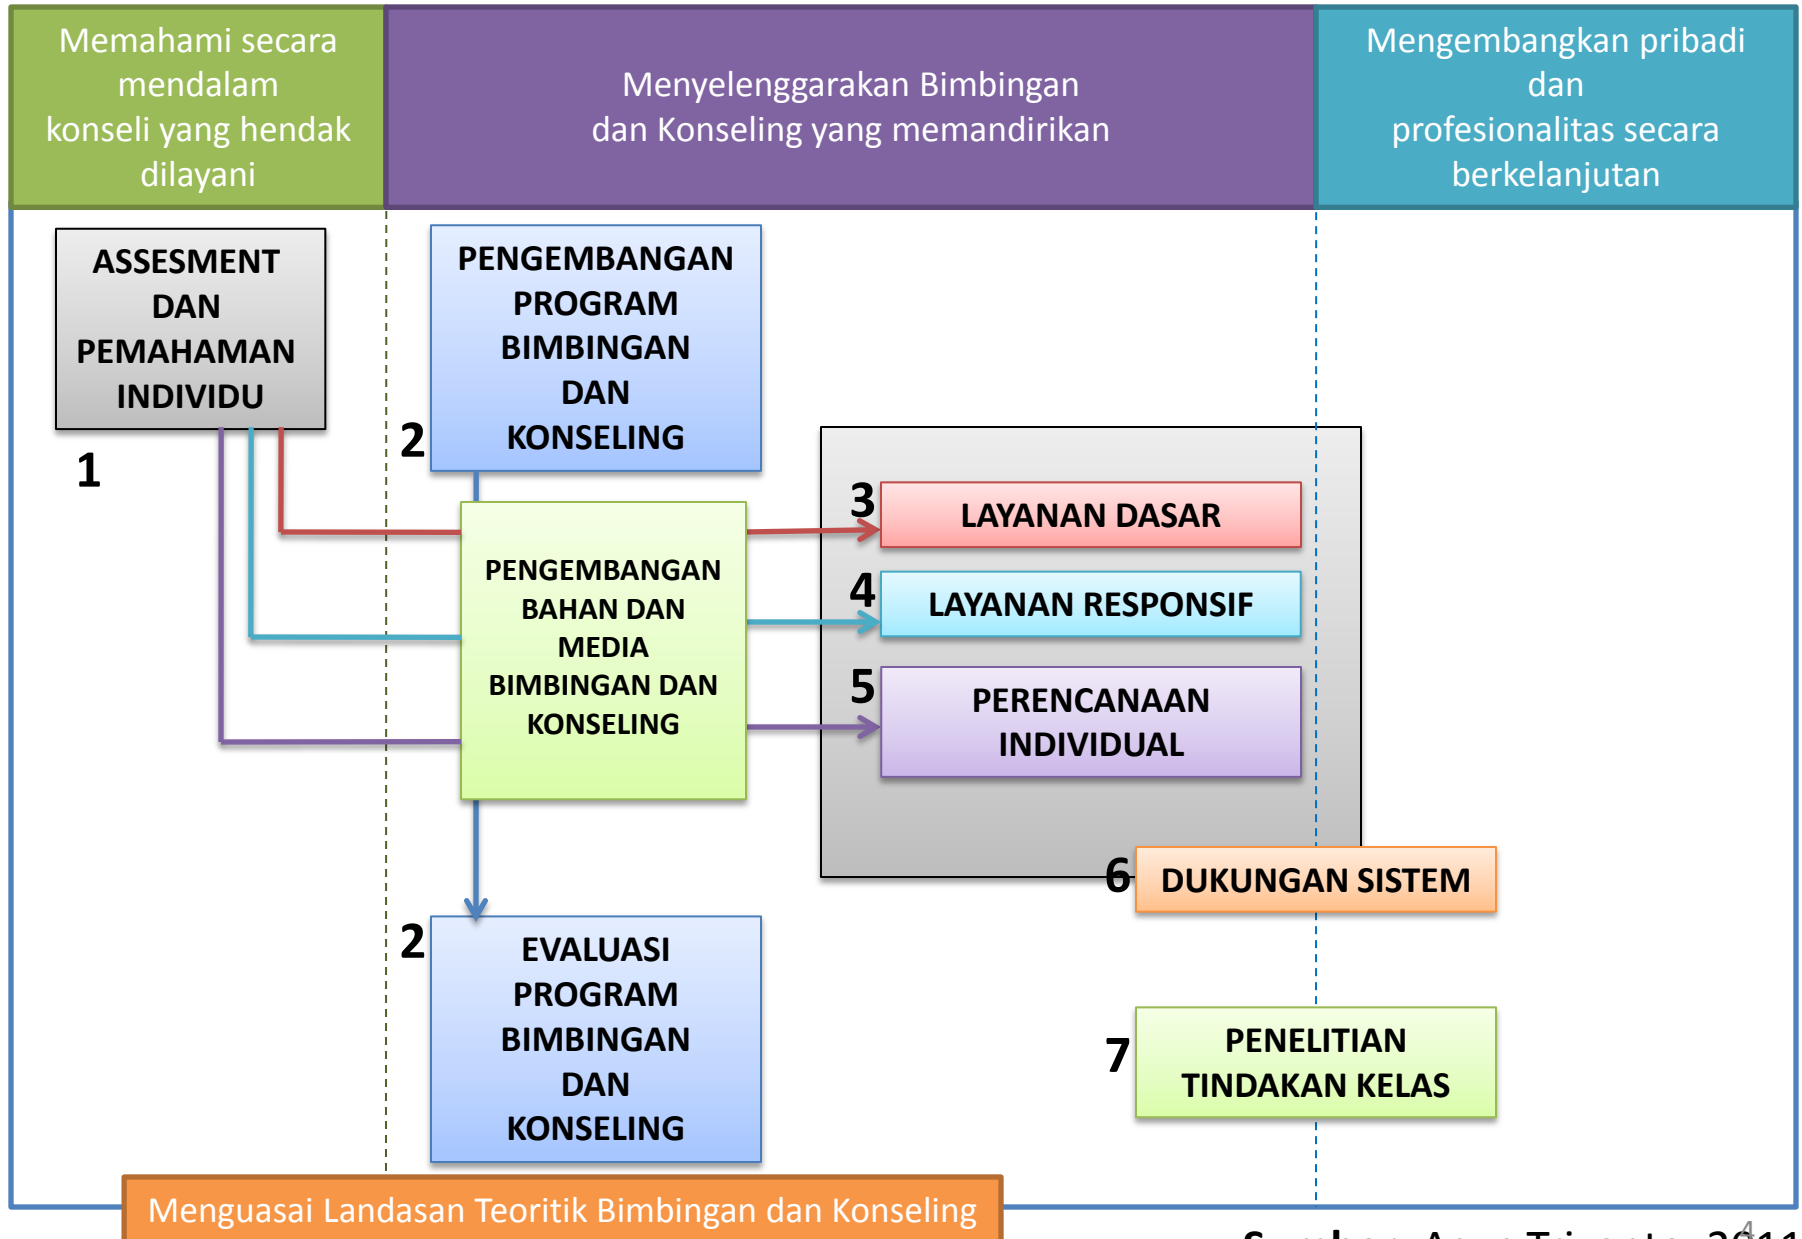 Memahami secara
mendalam
konseli yang hendak
dilayani
Menyelenggarakan Bimbingan
dan Konseling yang memandirikan
Mengembangkan pribadi
dan
profesionalitas secara
berkelanjutan
ASSESMENT
DAN
PEMAHAMAN
INDIVIDU
1
PENGEMBANGAN
PROGRAM
BIMBINGAN
DAN
KONSELING
2
PENGEMBANGAN
BAHAN DAN
MEDIA
BIMBINGAN DAN
KONSELING
3
LAYANAN DASAR
4
LAYANAN RESPONSIF
5
PERENCANAAN
INDIVIDUAL
6
DUKUNGAN SISTEM
2
EVALUASI
PROGRAM
BIMBINGAN
DAN
KONSELING
7
PENELITIAN
TINDAKAN KELAS
Menguasai Landasan Teoritik Bimbingan dan Konseling
4